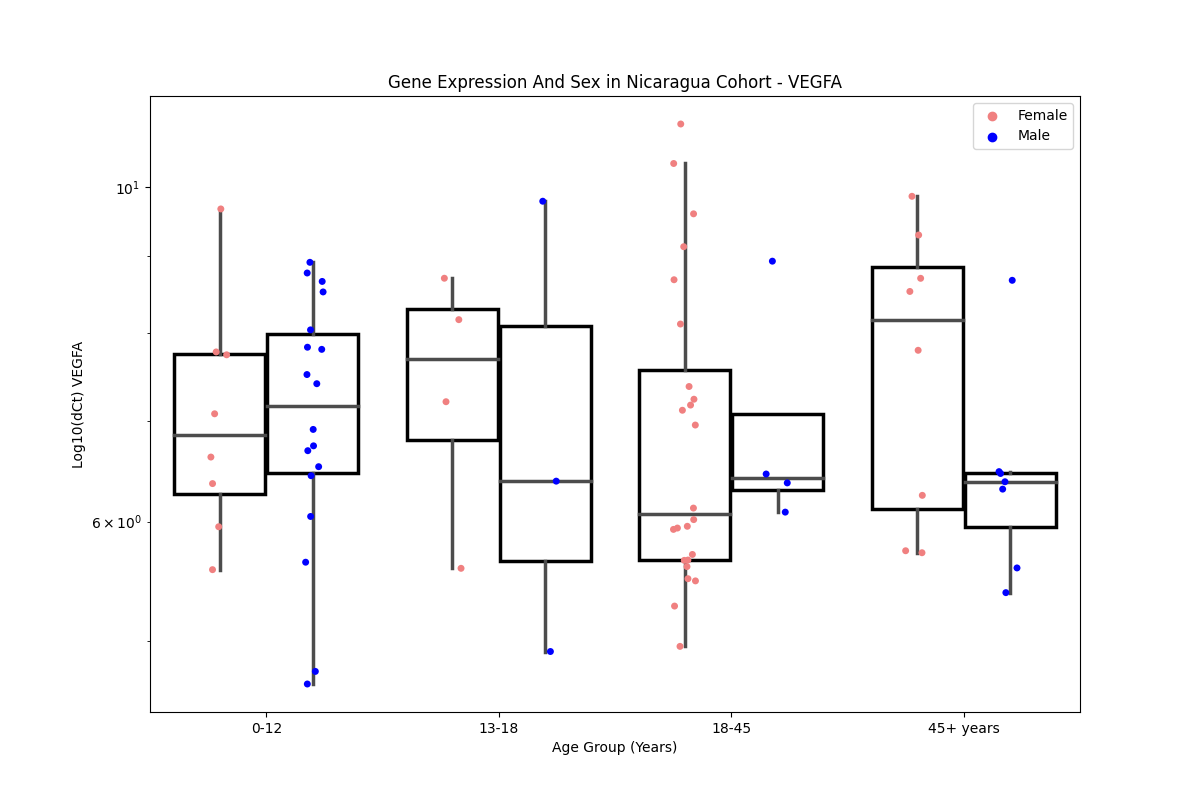 Gene Expression And Sex in Nicaragua Cohort - VEGFA
Female
Male
10¹
6 × 10⁰
Log10(dCt) VEGFA
0-12
13-18
18-45
45+ years
Age Group (Years)